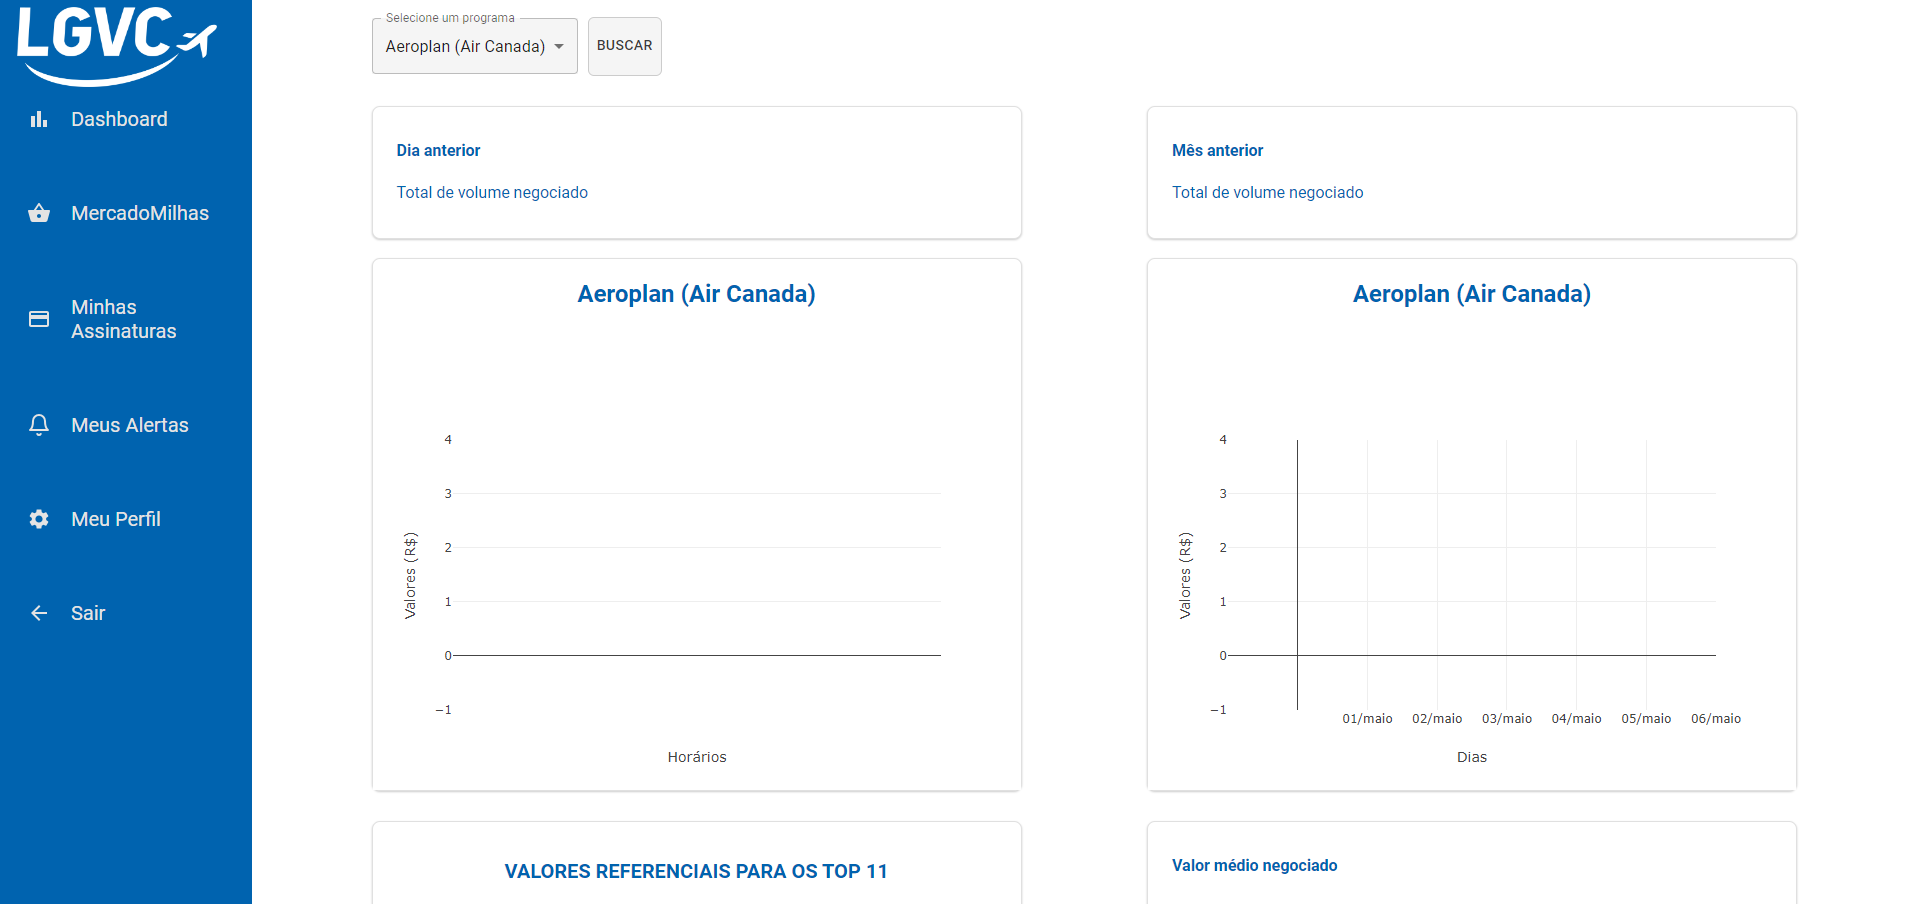 LGVC
Dashboard
MercadoMilhas
Minhas
Assinaturas
Meus Alertas
Meu Perfil
Sair
Selecione um programa
Aeroplan (Air Canada)
BUSCAR
Dia anterior
Total de volume negociado
Mês anterior
Total de volume negociado
Aeroplan (Air Canada)
4
3
2
1
0
−1
Valores (R$)
Horários
Aeroplan (Air Canada)
4
3
2
1
0
−1
Valores (R$)
01/maio 02/maio 03/maio 04/maio 05/maio 06/maio
Dias
VALORES REFERENCIAIS PARA OS TOP 11
Valor médio negociado